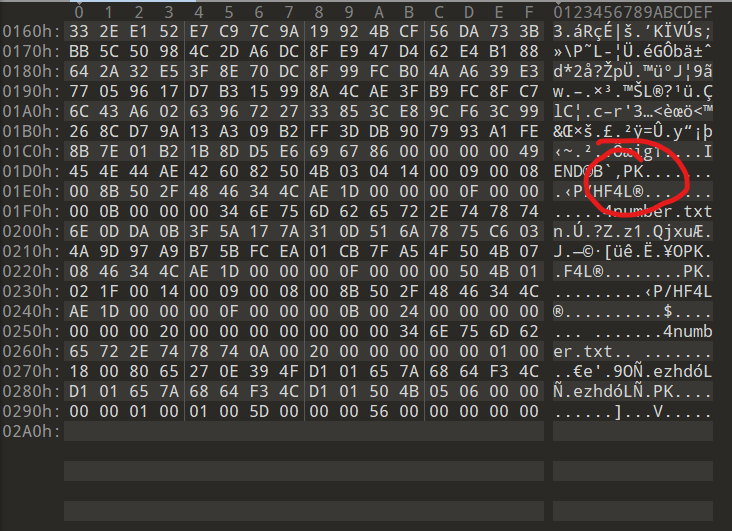 0 1 2 3 4 5 6 7 8 9 A B C D E F 0123456789ABCDEF
0160h: 33 2E E1 52 E7 C9 7C 9A 19 92 4B CF 56 DA 73 3B 3.áRçÉ|š.’KÏVÚs;
0170h: BB 5C 50 98 4C 2D A6 DC 8F E9 47 D4 62 E4 B1 88 »\P˜L-¦Ü.éGÔbä±ˆ
0180h: 64 2A 32 E5 3F 8E 70 DC 8F 99 FC B0 4A A6 39 E3 d*2å?ŽpÜ.™ü°J¦9ã
0190h: 77 05 96 17 D7 B3 15 99 8A 4C AE 3F B9 FC 8F C7 w.–.×³.™ŠL®?¹ü.Ç
01A0h: 6C 43 A6 02 63 96 72 27 33 85 3C E8 9C F6 3C 99 lC¦.c–r'3…<èœö<™
01B0h: 26 8C D7 9A 13 A3 09 B2 FF 3D DB 90 79 93 A1 FE &Œ×š.£.²ÿ=Û.y“¡þ
01C0h: 8B 7E 01 B2 1B 8D D5 E6 69 67 86 00 00 00 00 49 ‹~.²..Õæig†....I
01D0h: 45 4E 44 AE 42 60 82 50 4B 03 04 14 00 09 00 08 END®B`‚PK.......
01E0h: 00 8B 50 2F 48 46 34 4C AE 1D 00 00 00 0F 00 00 .‹P/HF4L®.......
01F0h: 00 0B 00 00 00 34 6E 75 6D 62 65 72 2E 74 78 74 .....4number.txt
0200h: 6E 0D DA 0B 3F 5A 17 7A 31 0D 51 6A 78 75 C6 03 n.Ú.?Z.z1.QjxuÆ.
0210h: 4A 9D 97 A9 B7 5B FC EA 01 CB 7F A5 4F 50 4B 07 J.—©·[üê.Ë.¥OPK.
0220h: 08 46 34 4C AE 1D 00 00 00 0F 00 00 00 50 4B 01 .F4L®........PK.
0230h: 02 1F 00 14 00 09 00 08 00 8B 50 2F 48 46 34 4C .........‹P/HF4L
0240h: AE 1D 00 00 00 0F 00 00 00 0B 00 24 00 00 00 00 ®..........$....
0250h: 00 00 00 20 00 00 00 00 00 00 00 34 6E 75 6D 62 ... .......4numb
0260h: 65 72 2E 74 78 74 0A 00 20 00 00 00 00 00 01 00 er.txt.. .......
0270h: 18 00 80 65 27 0E 39 4F D1 01 65 7A 68 64 F3 4C ..€e'.9OÑ.ezhdóL
0280h: D1 01 65 7A 68 64 F3 4C D1 01 50 4B 05 06 00 00 Ñ.ezhdóLÑ.PK....
0290h: 00 00 01 00 01 00 5D 00 00 00 56 00 00 00 00 00 ......]...V.....
02A0h: